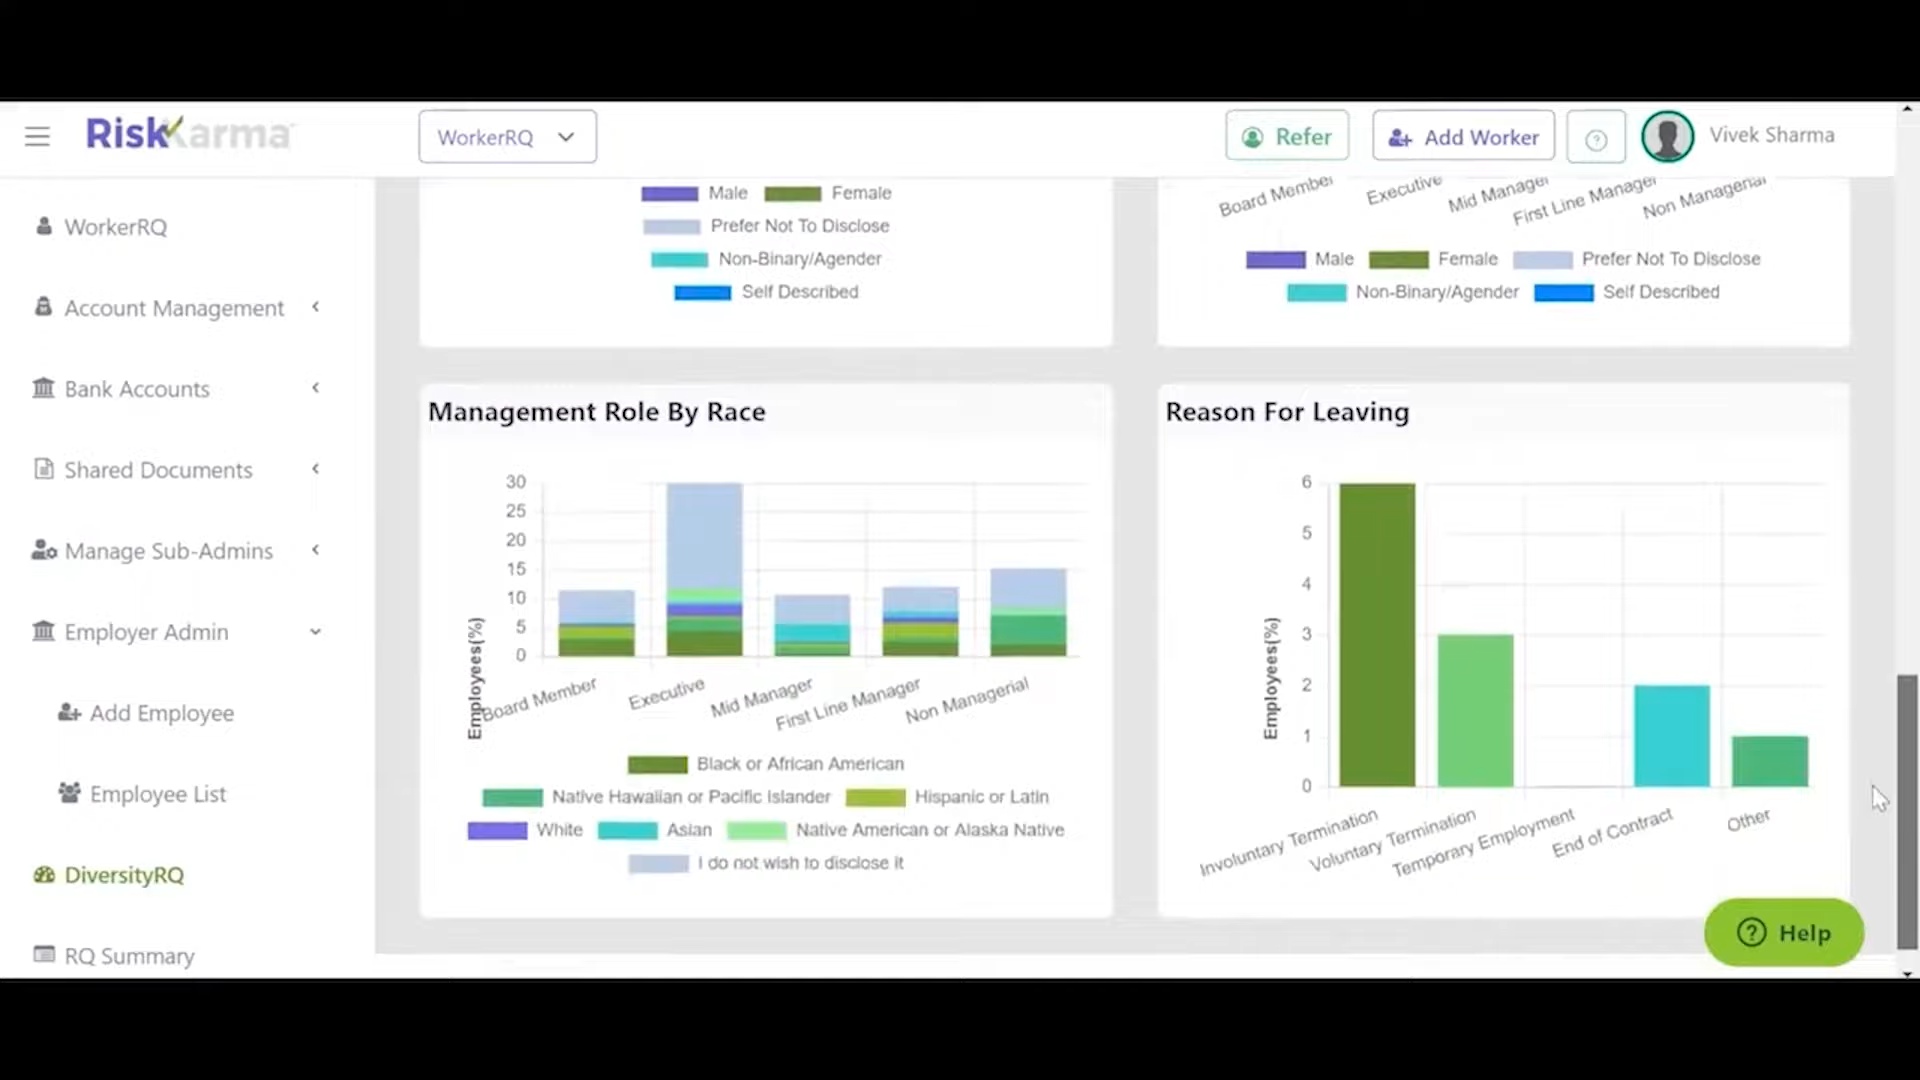 RiskKarma
WorkerRQ
Refer
Add Worker
Vivek Sharma
WorkerRQ
Account Management
Bank Accounts
Shared Documents
Manage Sub-Admins
Employer Admin
Add Employee
Employee List
DiversityRQ
RQ Summary
Male Female
Prefer Not To Disclose
Non-Binary/Agender
Self Described
Board Member Executive Mid Manager First Line Manager Non Managerial
Male Female Prefer Not To Disclose
Non-Binary/Agender Self Described
Management Role By Race
30
25
20
15
10
5
0
Employees(%)
Board Member Executive Mid Manager First Line Manager Non Managerial
Black or African American
Native Hawaiian or Pacific Islander Hispanic or Latin
White Asian Native American or Alaska Native
I do not wish to disclose it
Reason For Leaving
6
5
4
3
2
1
0
Employees(%)
Involuntary Termination Voluntary Termination Temporary Employment End of Contract Other
Help